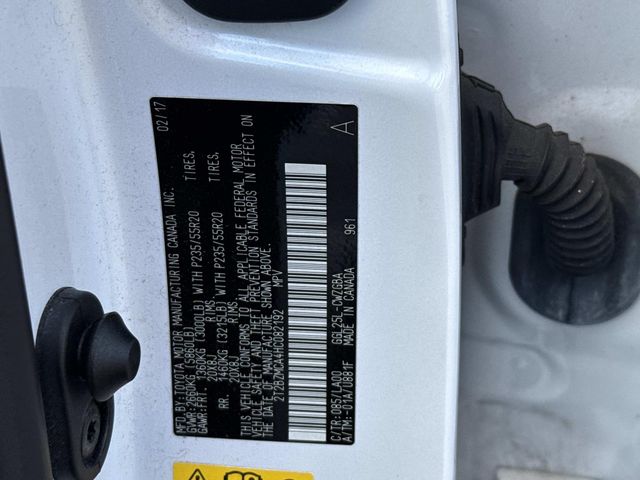 MFD.BY:TOYOTA MOTOR MANUFACTURING CANADA INC. 02/17
GVWR:2660KG (5860LB)
GAWR:FRT. 1360KG (3000LB) WITH P235/55R20 TIRES,
20X8J RIMS,
RR. 1460KG (3215LB) WITH P235/55R20 TIRES,
20X8J RIMS.
THIS VEHICLE CONFORMS TO ALL APPLICABLE FEDERAL MOTOR
VEHICLE SAFETY AND THEFT PREVENTION STANDARDS IN EFFECT ON
THE DATE OF MANUFACTURE SHOWN ABOVE.
2T2BZMCA4HC082192 MPV
C/TR:085/LA00 GGL25L-CWZGBA A
A/TM:-01A/U881F MADE IN CANADA 961